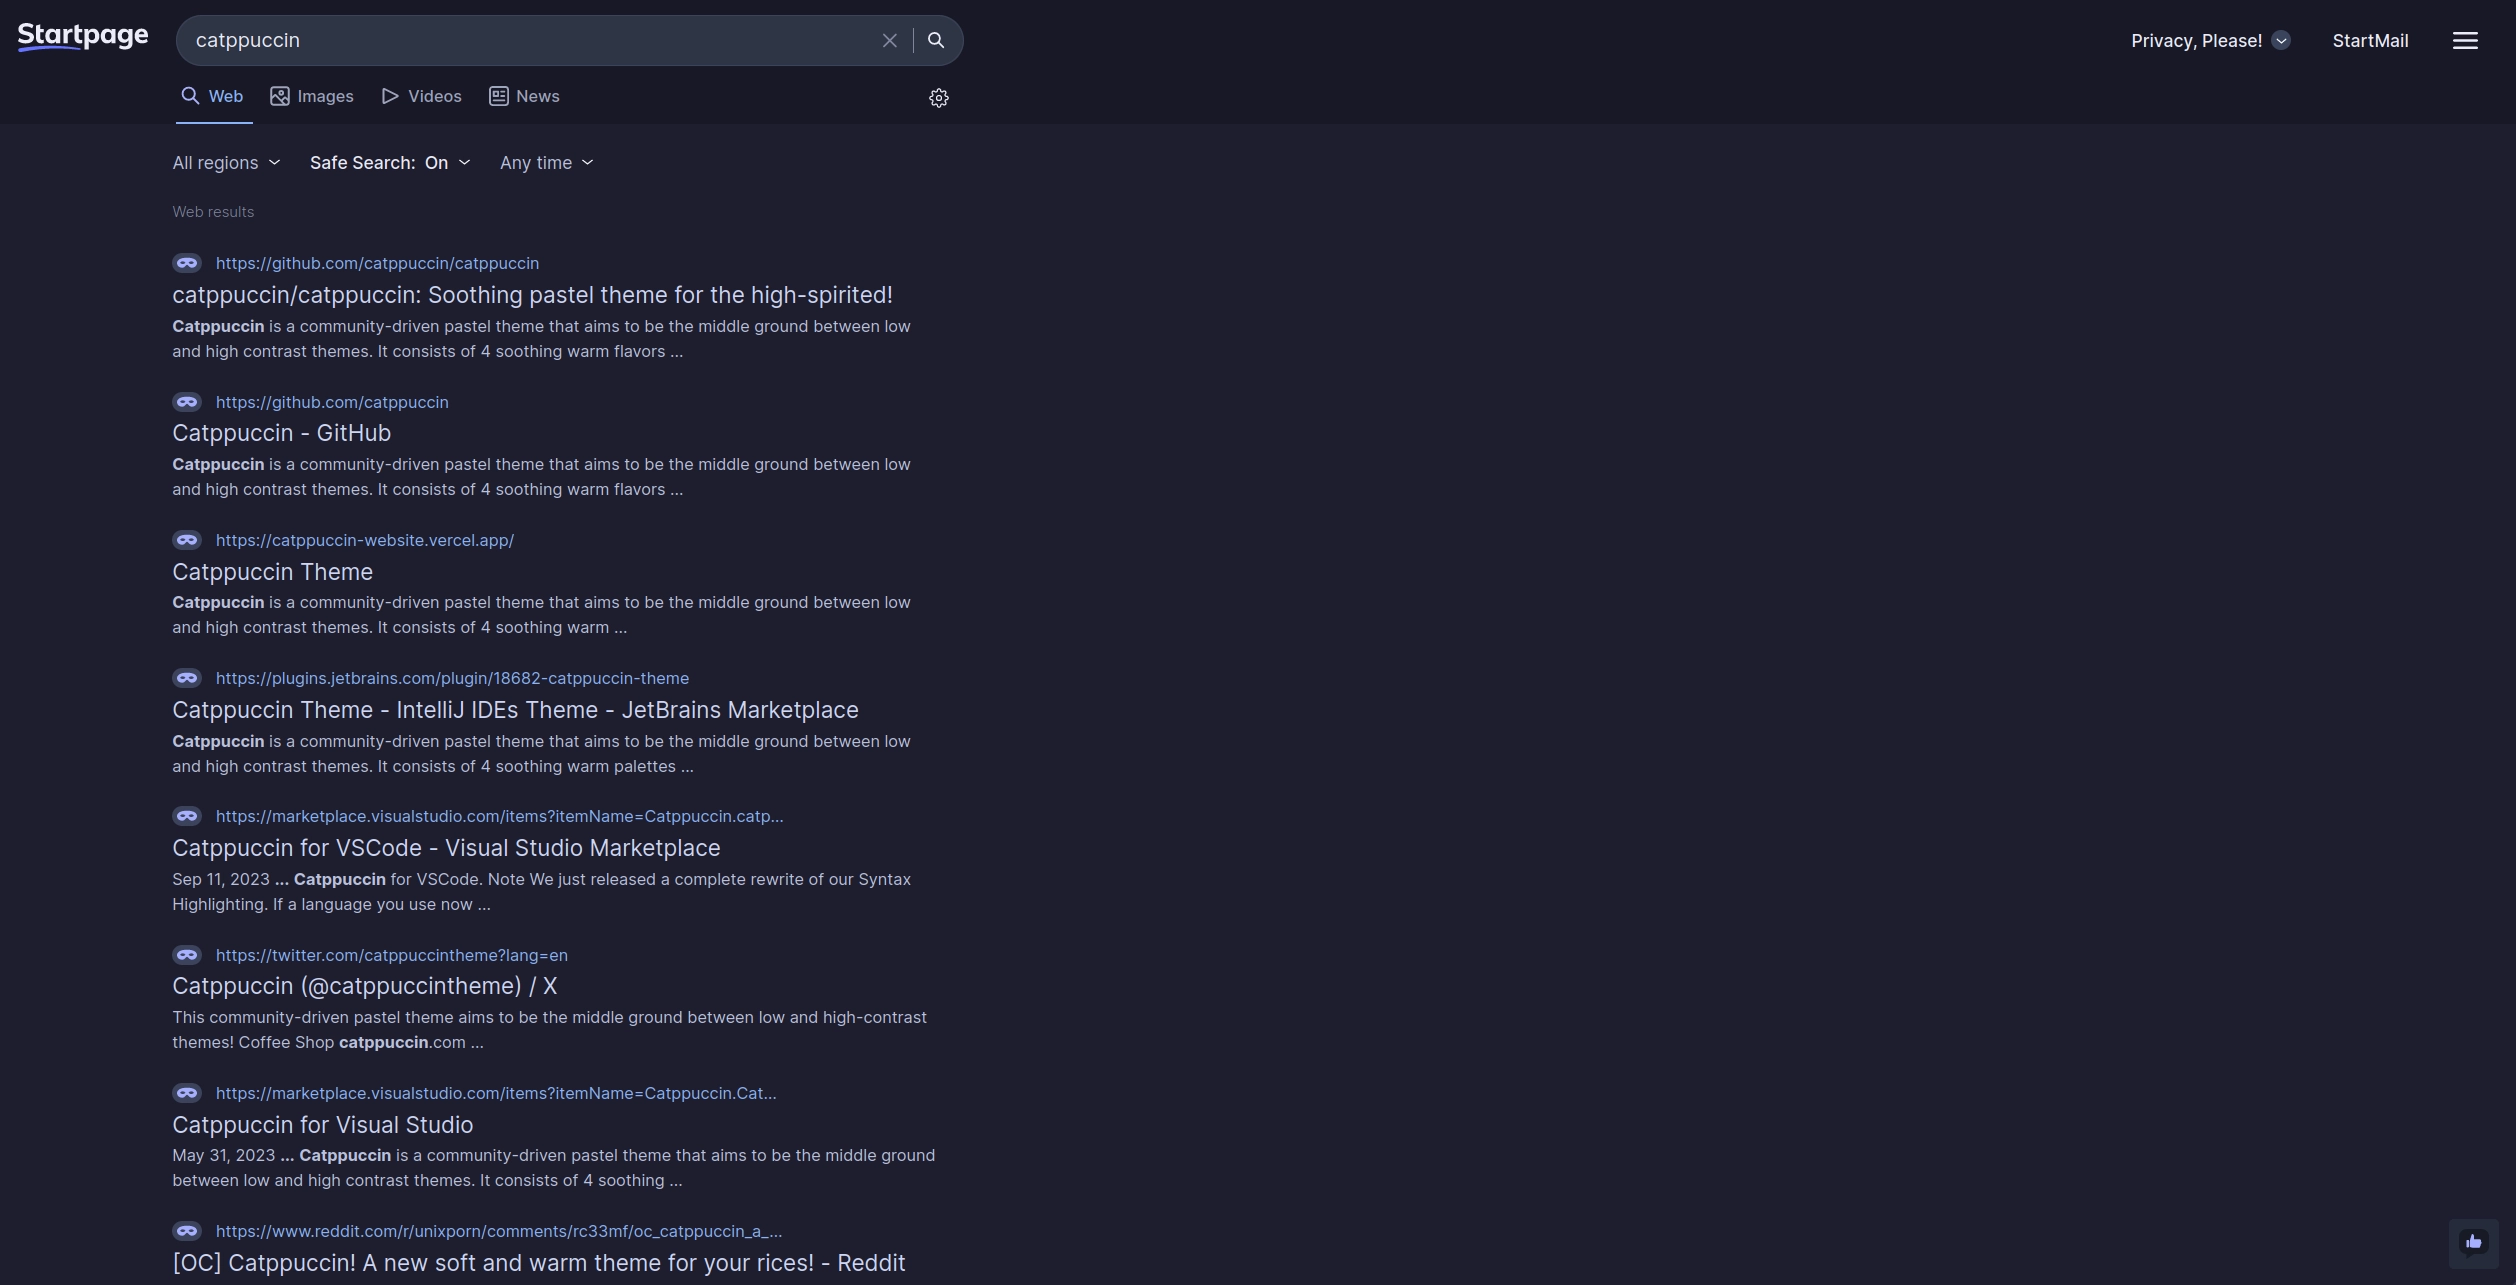 Startpage
catppuccin
Privacy, Please!
StartMail
Web
Images
Videos
News
All regions
Safe Search: On
Any time
Web results
https://github.com/catppuccin/catppuccin
catppuccin/catppuccin: Soothing pastel theme for the high-spirited!
Catppuccin is a community-driven pastel theme that aims to be the middle ground between low
and high contrast themes. It consists of 4 soothing warm flavors ...
https://github.com/catppuccin
Catppuccin - GitHub
Catppuccin is a community-driven pastel theme that aims to be the middle ground between low
and high contrast themes. It consists of 4 soothing warm flavors ...
https://catppuccin-website.vercel.app/
Catppuccin Theme
Catppuccin is a community-driven pastel theme that aims to be the middle ground between low
and high contrast themes. It consists of 4 soothing warm ...
https://plugins.jetbrains.com/plugin/18682-catppuccin-theme
Catppuccin Theme - IntelliJ IDEs Theme - JetBrains Marketplace
Catppuccin is a community-driven pastel theme that aims to be the middle ground between low
and high contrast themes. It consists of 4 soothing warm palettes ...
https://marketplace.visualstudio.com/items?itemName=Catppuccin.catp...
Catppuccin for VSCode - Visual Studio Marketplace
Sep 11, 2023 ... Catppuccin for VSCode. Note We just released a complete rewrite of our Syntax
Highlighting. If a language you use now ...
https://twitter.com/catppuccintheme?lang=en
Catppuccin (@catppuccintheme) / X
This community-driven pastel theme aims to be the middle ground between low and high-contrast
themes! Coffee Shop catppuccin.com ...
https://marketplace.visualstudio.com/items?itemName=Catppuccin.Cat...
Catppuccin for Visual Studio
May 31, 2023 ... Catppuccin is a community-driven pastel theme that aims to be the middle ground
between low and high contrast themes. It consists of 4 soothing ...
https://www.reddit.com/r/unixporn/comments/rc33mf/oc_catppuccin_a_...
[OC] Catppuccin! A new soft and warm theme for your rices! - Reddit